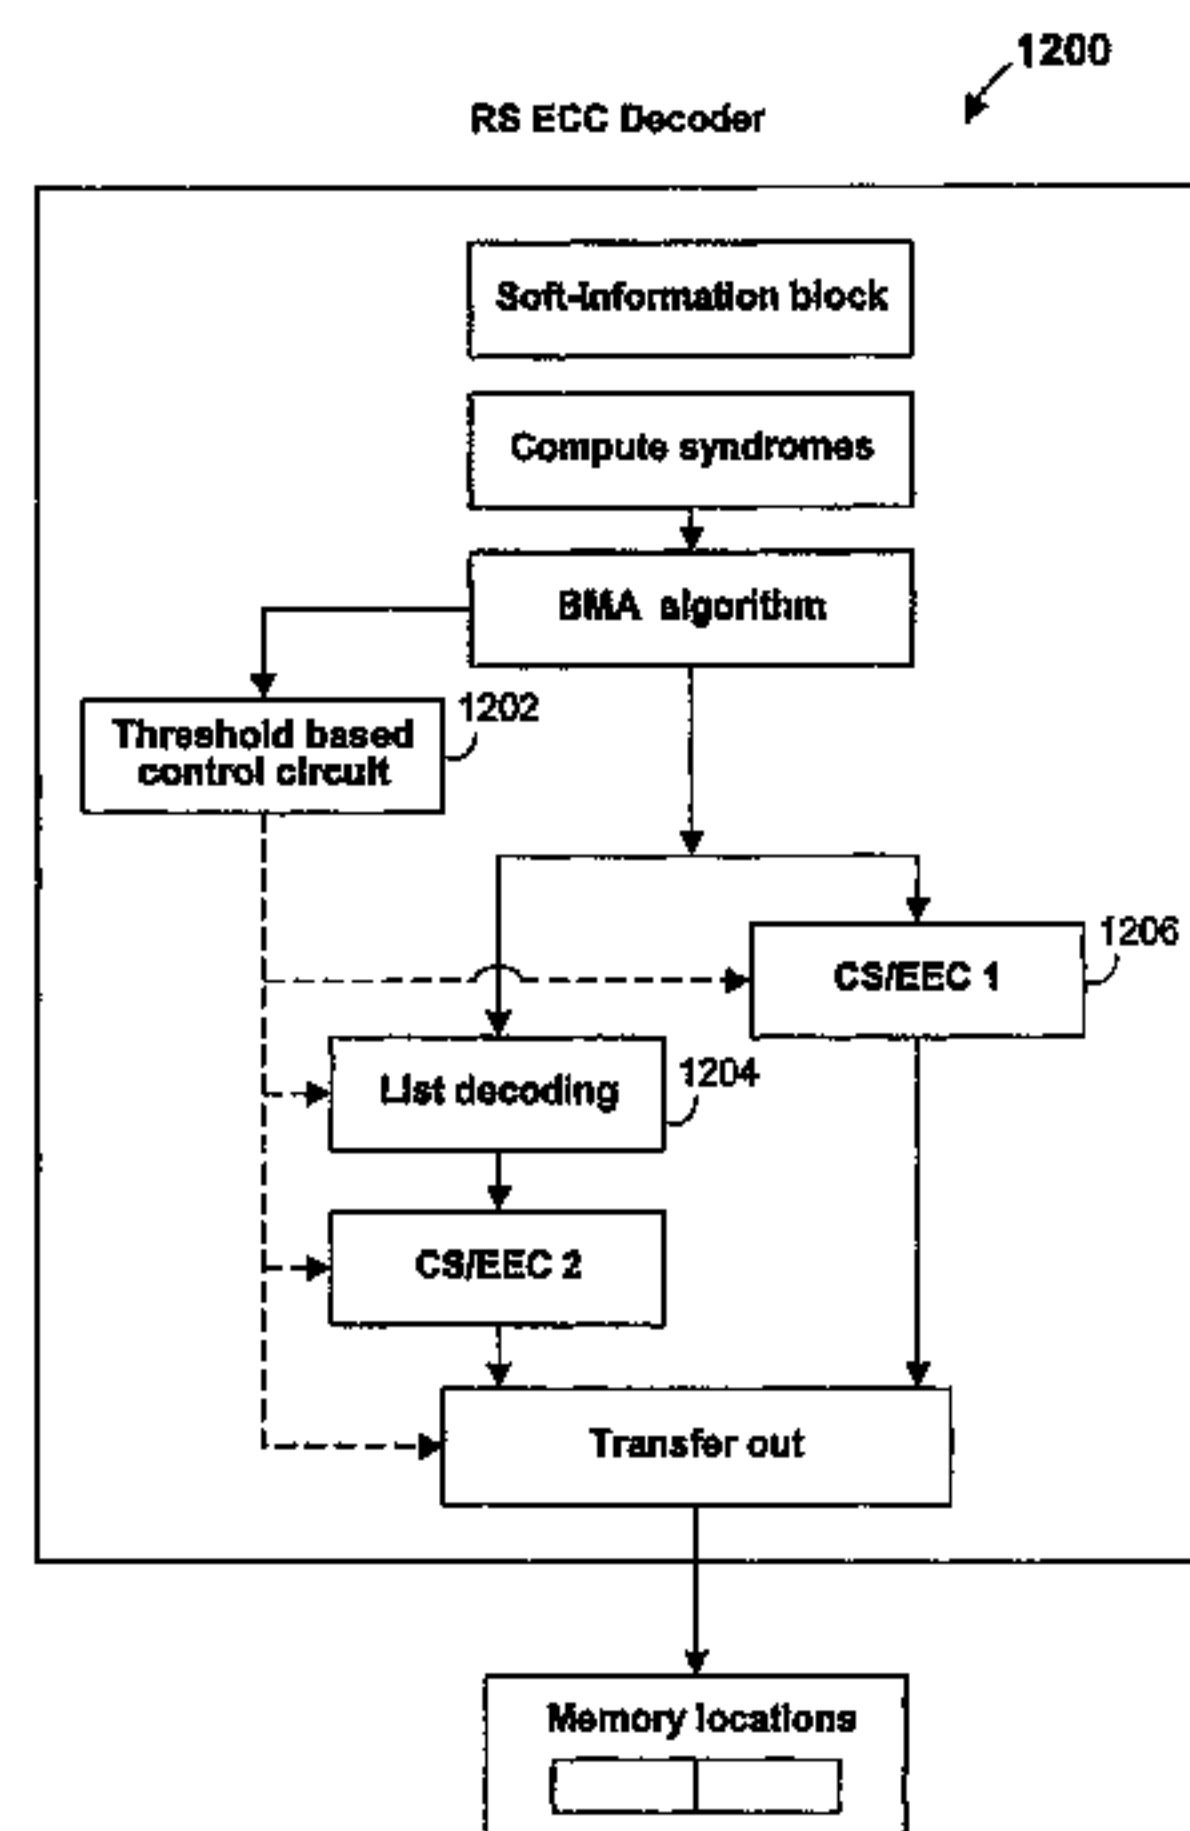 1200
RS ECC Decoder
Soft-Information block
Compute syndromes
BMA algorithm
1202
Threshold based
control circuit
1206
CS/EEC 1
1204
List decoding
CS/EEC 2
Transfer out
Memory locations